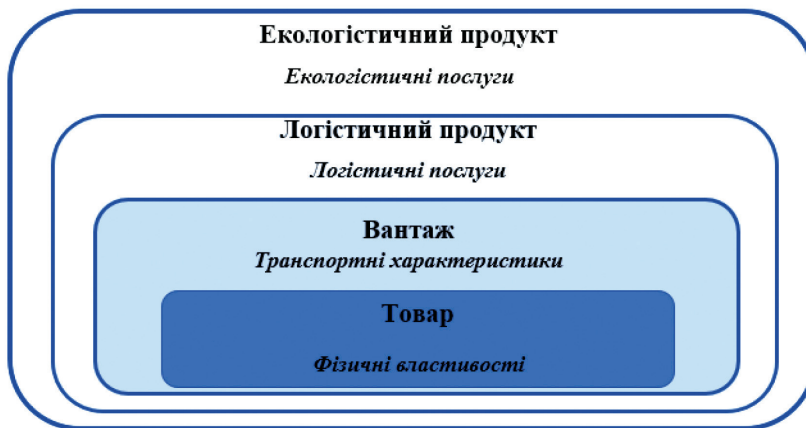 Екологістичний продукт
Екологістичні послуги
Логістичний продукт
Логістичні послуги
Вантаж
Транспортні характеристики
Товар
Фізичні властивості